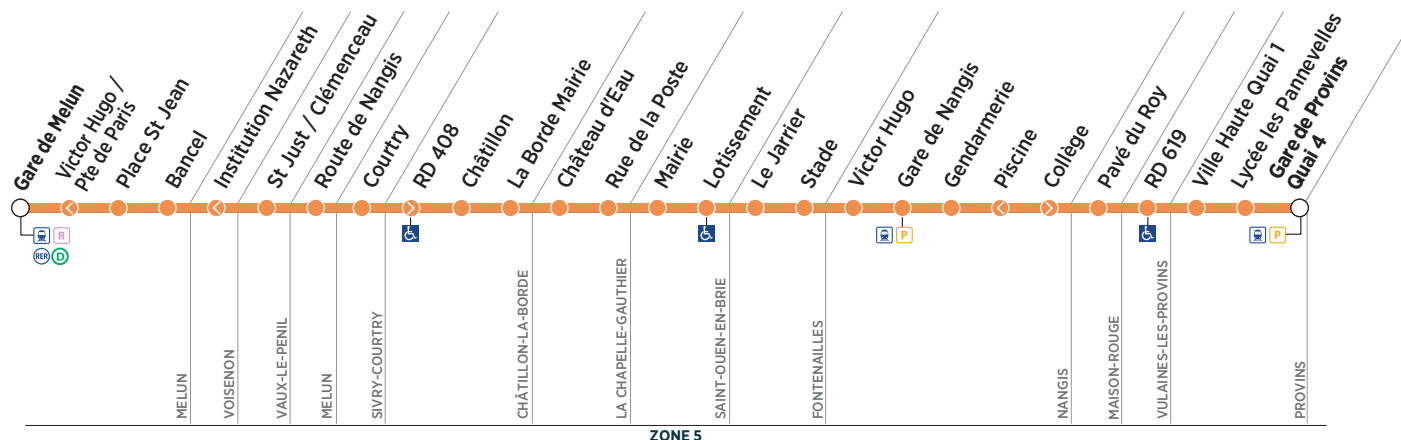 Gare de Melun
Victor Hugo /
Pte de Paris
Place St Jean
Bancel
Institution Nazareth
St Just / Clémenceau
Route de Nangis
Courtry
RD 408
Châtillon
La Borde Mairie
Château d'Eau
Rue de la Poste
Mairie
Lotissement
Le Jarrier
Stade
Victor Hugo
Gare de Nangis
Gendarmerie
Piscine
Collège
Pavé du Roy
RD 619
Ville Haute Quai 1
Lycée les Pannevelles
Gare de Provins
Quai 4
R
RER D
P
P
MELUN
VOISENON
VAUX-LE-PENIL
MELUN
SIVRY-COURTRY
CHÂTILLON-LA-BORDE
LA CHAPELLE-GAUTHIER
SAINT-OUEN-EN-BRIE
FONTENAILLES
NANGIS
MAISON-ROUGE
VULAINES-LES-PROVINS
PROVINS
ZONE 5